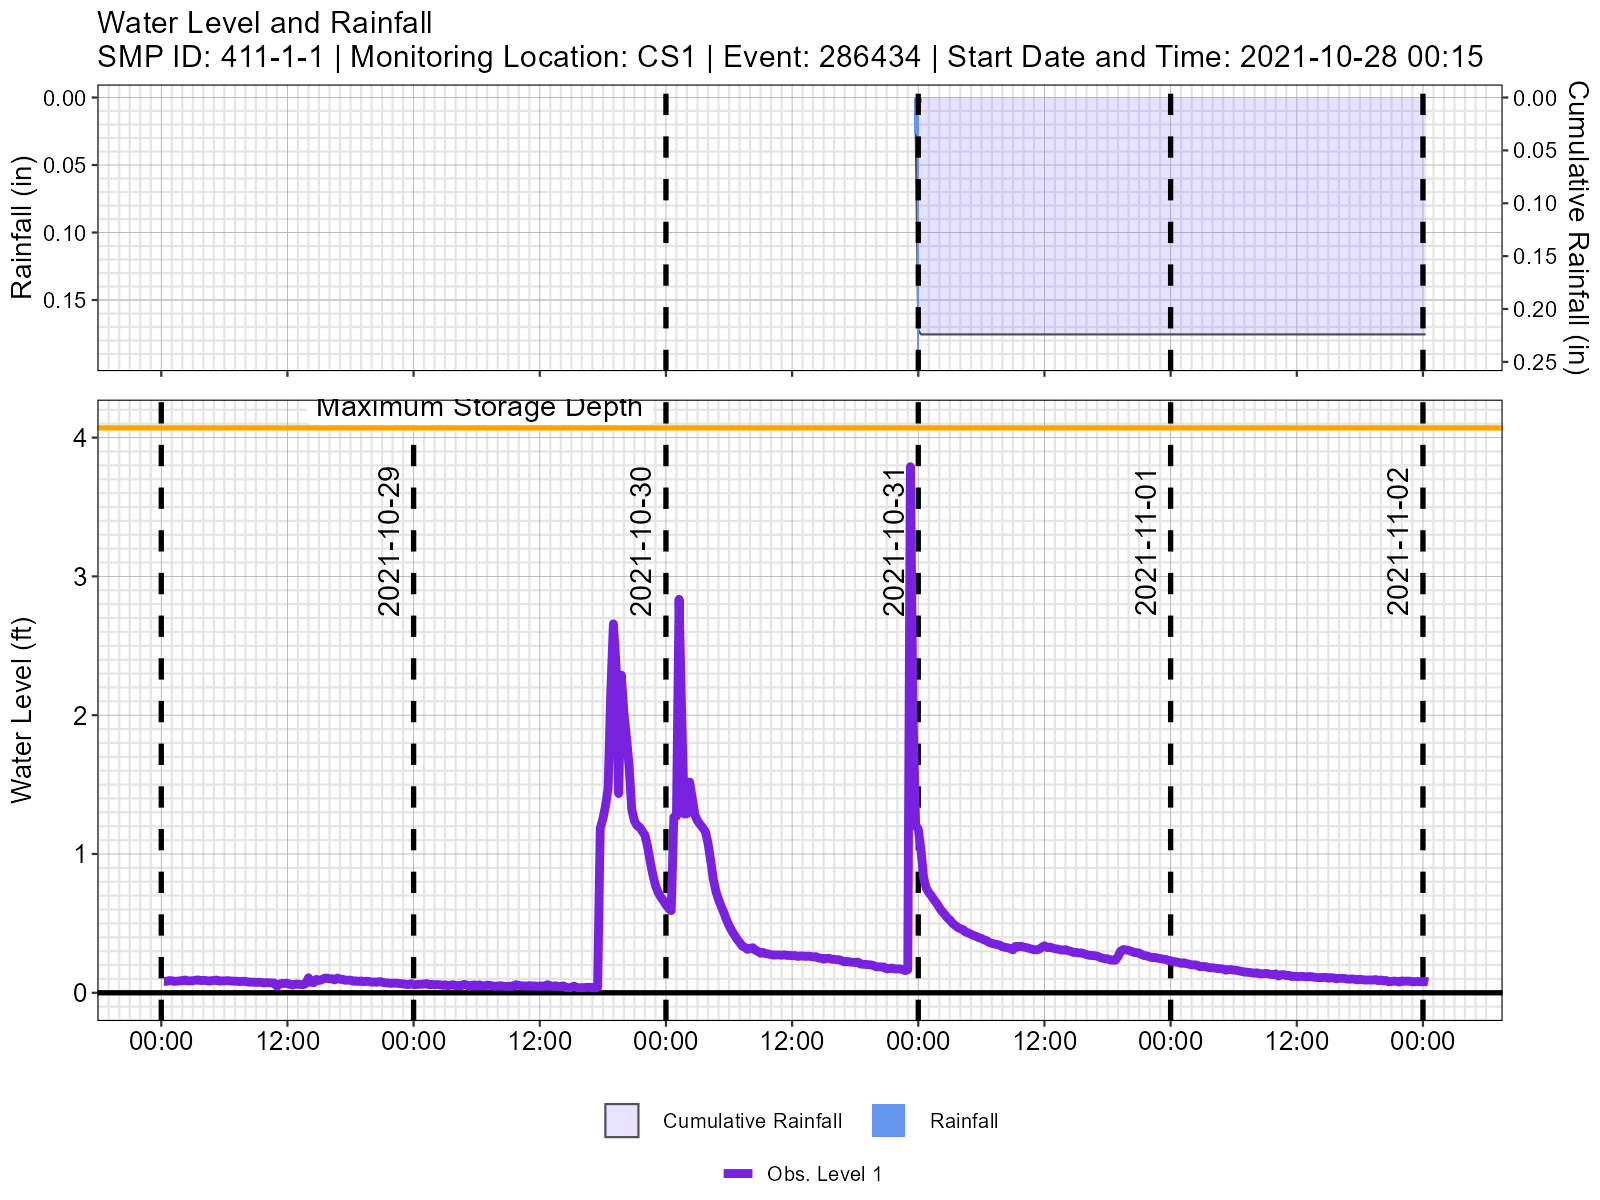 Water Level and Rainfall
SMP ID: 411-1-1 | Monitoring Location: CS1 | Event: 286434 | Start Date and Time: 2021-10-28 00:15
Rainfall (in)
0.00
0.05
0.10
0.15
0.00
0.05
0.10
0.15
0.20
0.25
Cumulative Rainfall (in)
Maximum Storage Depth
Water Level (ft)
4
3
2
1
0
2021-10-29
2021-10-30
2021-10-31
2021-11-01
2021-11-02
00:00 12:00 00:00 12:00 00:00 12:00 00:00 12:00 00:00 12:00 00:00
Cumulative Rainfall
Rainfall
Obs. Level 1